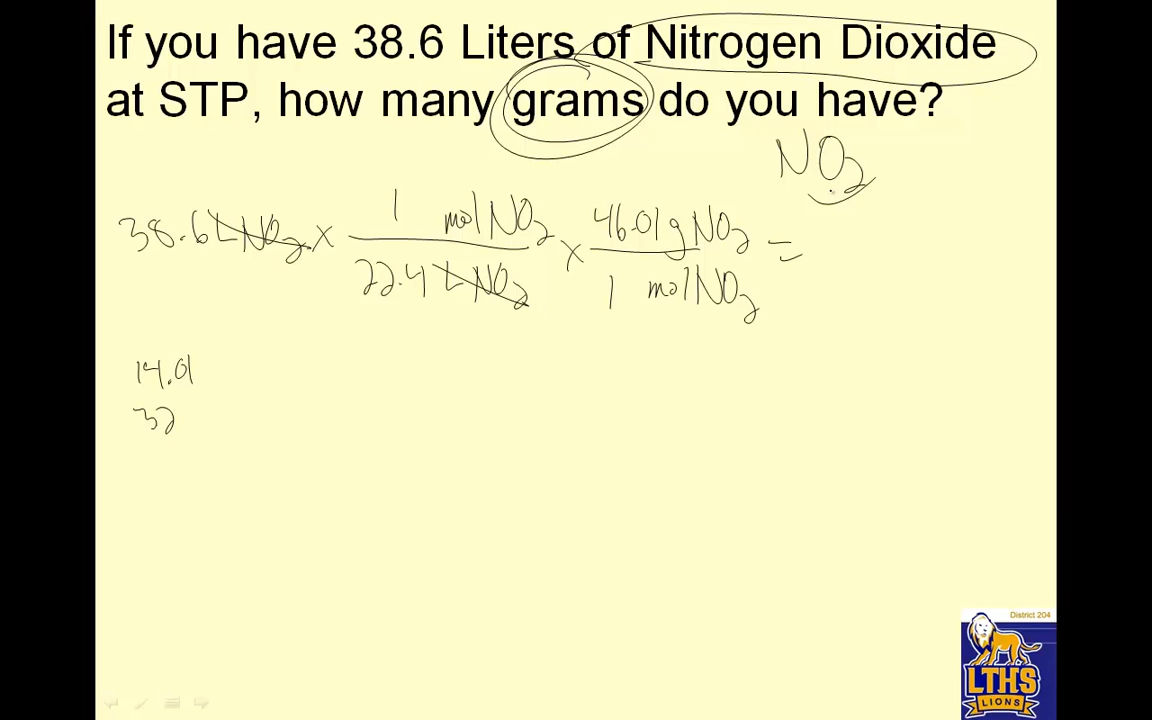 If you have 38.6 Liters of Nitrogen Dioxide
at STP, how many grams do you have?
NO2
38.6 L NO2 x 1 mol NO2 / 22.4 L NO2 x 46.01 g NO2 / 1 mol NO2 =
14.01
32
District 204
LTHS
LIONS